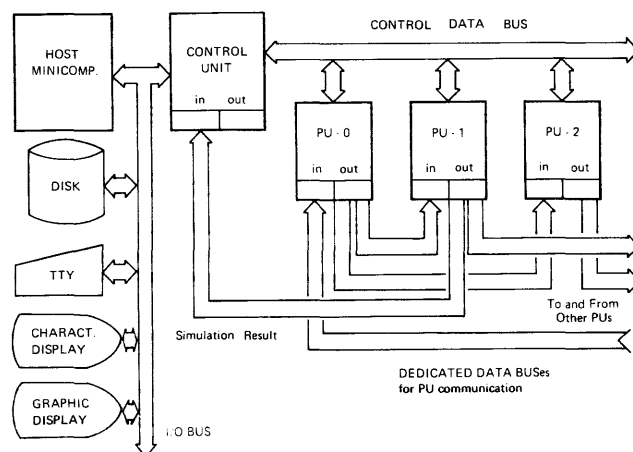 HOST
MINICOMP.
CONTROL
UNIT
in out
CONTROL DATA BUS
PU - 0
in out
PU - 1
in out
PU - 2
in out
DISK
TTY
CHARACT.
DISPLAY
GRAPHIC
DISPLAY
I/O BUS
Simulation Result
To and From
Other PUs
DEDICATED DATA BUSes
for PU communication